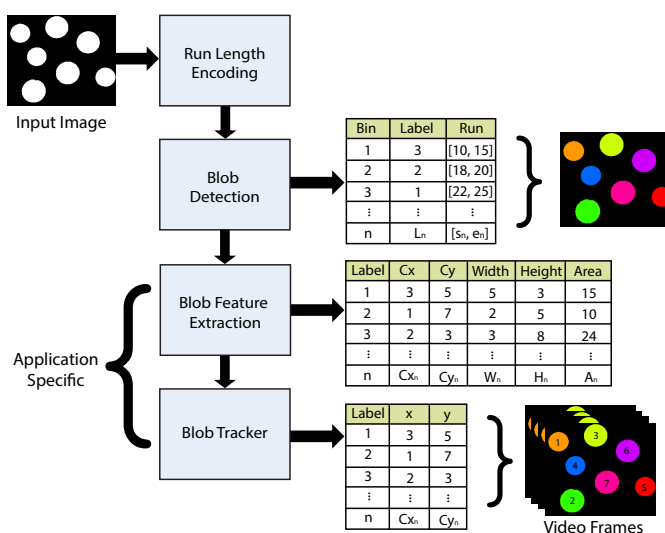 Run Length
Encoding
Input Image
Blob
Detection
Bin Label Run
1 3 [10, 15]
2 2 [18, 20]
3 1 [22, 25]
⋮ ⋮ ⋮
n Lₙ [sₙ, eₙ]
Application
Specific
Blob Feature
Extraction
Label Cx Cy Width Height Area
1 3 5 5 3 15
2 1 7 2 5 10
3 2 3 3 8 24
⋮ ⋮ ⋮ ⋮ ⋮ ⋮
n Cxₙ Cyₙ Wₙ Hₙ Aₙ
Blob Tracker
Label x y
1 3 5
2 1 7
3 2 3
⋮ ⋮ ⋮
n Cxₙ Cyₙ
1
3
6
4
7
5
2
Video Frames